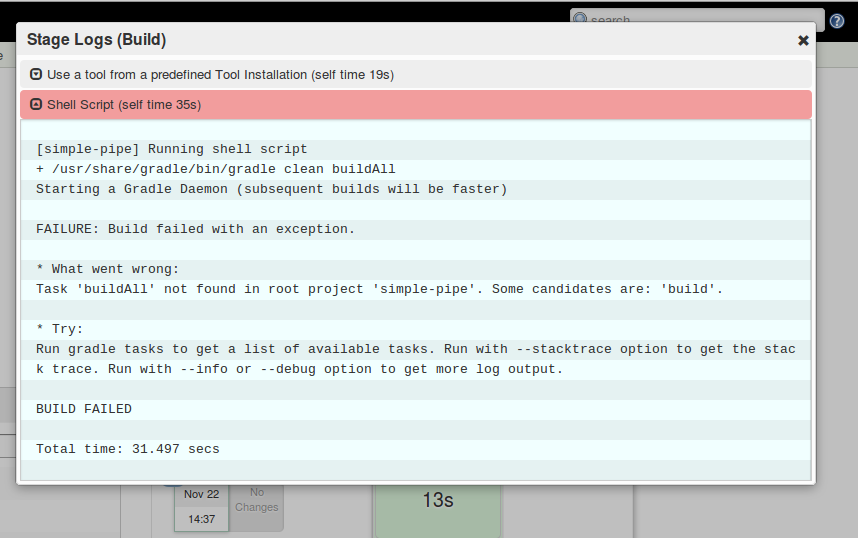 search
Stage Logs (Build)
Use a tool from a predefined Tool Installation (self time 19s)
Shell Script (self time 35s)
[simple-pipe] Running shell script
+ /usr/share/gradle/bin/gradle clean buildAll
Starting a Gradle Daemon (subsequent builds will be faster)
FAILURE: Build failed with an exception.
* What went wrong:
Task 'buildAll' not found in root project 'simple-pipe'. Some candidates are: 'build'.
* Try:
Run gradle tasks to get a list of available tasks. Run with --stacktrace option to get the stac
k trace. Run with --info or --debug option to get more log output.
BUILD FAILED
Total time: 31.497 secs
Nov 22
14:37
No
Changes
13s